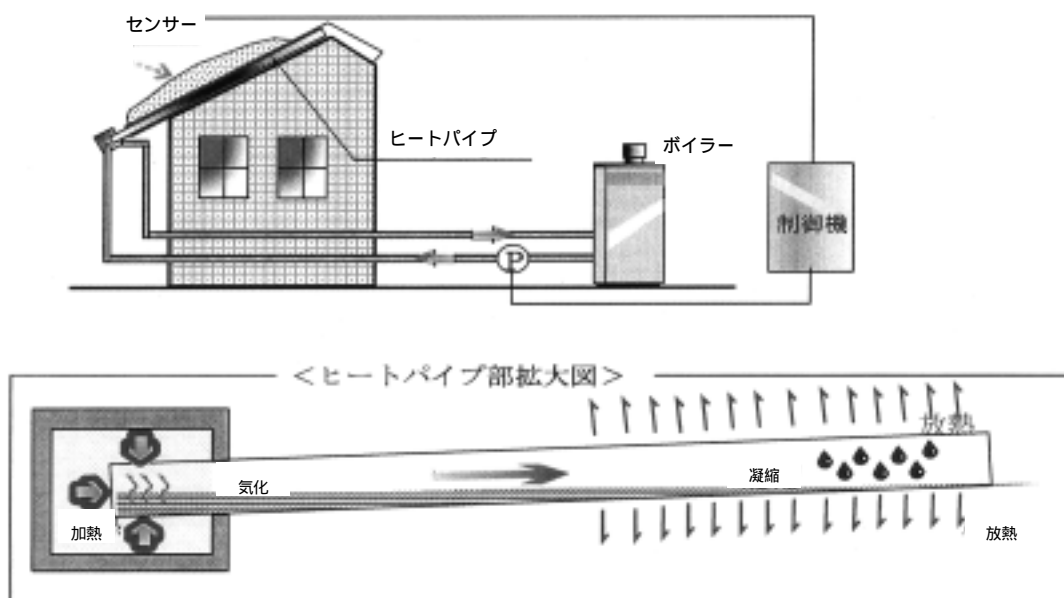 センサー
ヒートパイプ
ボイラー
制御機
P
<ヒートパイプ部拡大図>
放熱
気化
凝縮
加熱
放熱